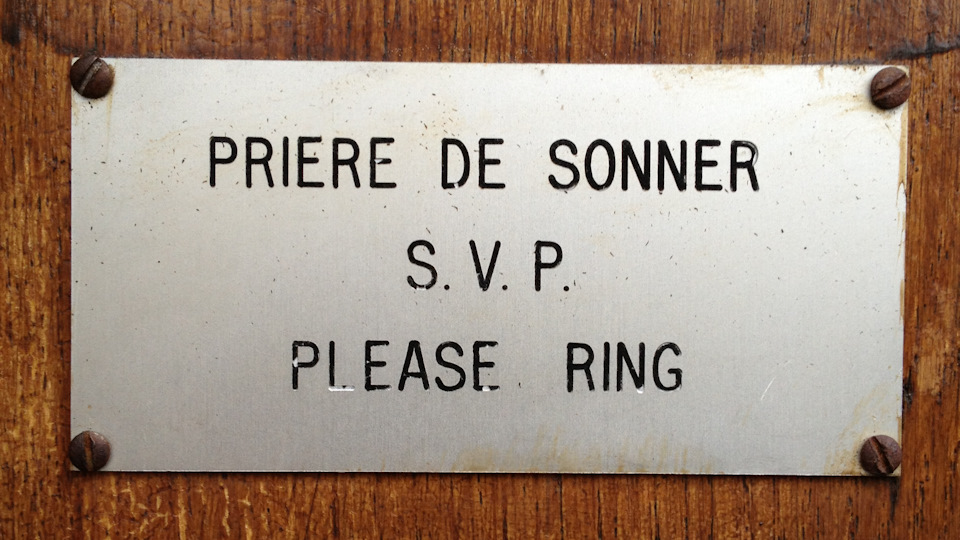 PRIERE DE SONNER
S.V.P.
PLEASE RING